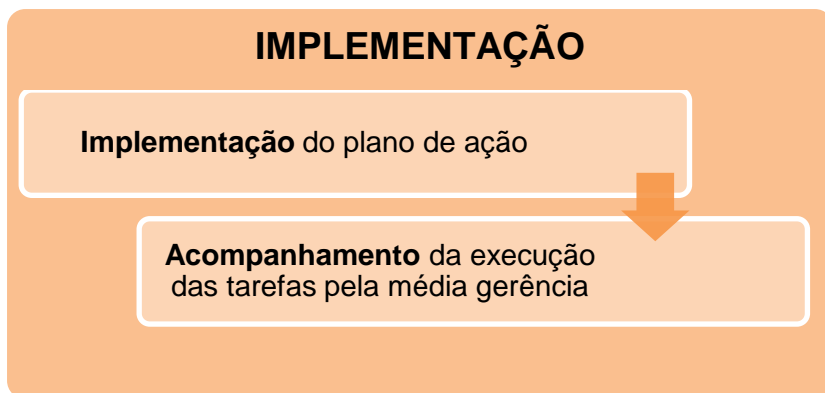 IMPLEMENTAÇÃO
Implementação do plano de ação
Acompanhamento da execução
das tarefas pela média gerência